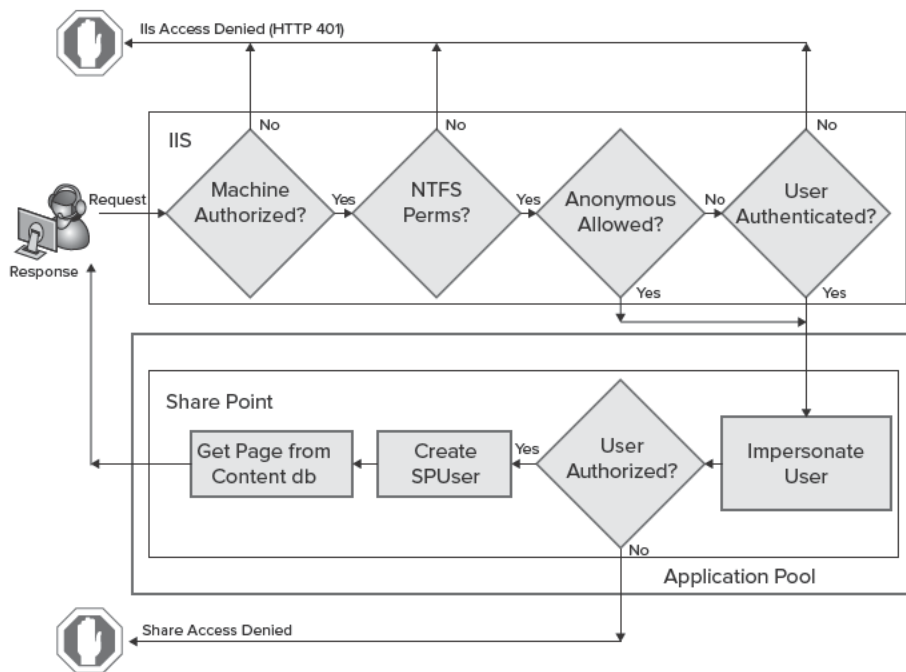 IIs Access Denied (HTTP 401)
No
No
No
IIS
Request
Machine
Authorized?
Yes
NTFS
Perms?
Yes
Anonymous
Allowed?
No
User
Authenticated?
Response
Yes
Yes
Share Point
Get Page from
Content db
Create
SPUser
Yes
User
Authorized?
Impersonate
User
No
Application Pool
Share Access Denied